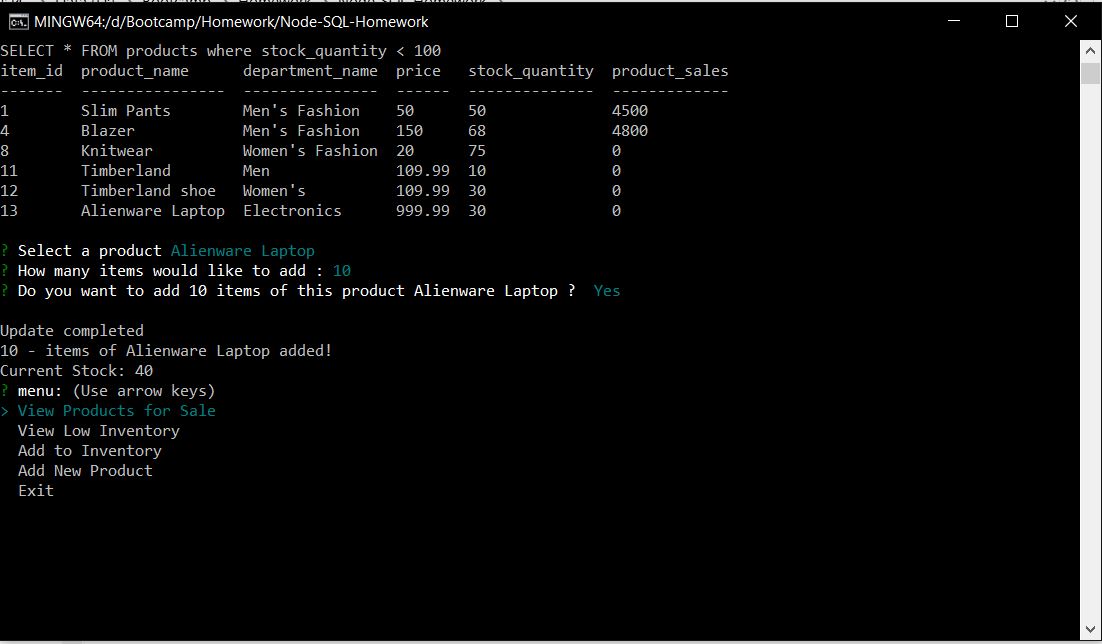 MINGW64:/d/Bootcamp/Homework/Node-SQL-Homework
SELECT * FROM products where stock_quantity < 100
item_id  product_name      department_name  price   stock_quantity  product_sales
-------  ----------------  ---------------  ------  --------------  -------------
1        Slim Pants        Men's Fashion    50      50              4500
4        Blazer            Men's Fashion    150     68              4800
8        Knitwear          Women's Fashion  20      75              0
11       Timberland        Men              109.99  10              0
12       Timberland shoe   Women's          109.99  30              0
13       Alienware Laptop  Electronics      999.99  30              0
? Select a product Alienware Laptop
? How many items would like to add : 10
? Do you want to add 10 items of this product Alienware Laptop ?  Yes
Update completed
10 - items of Alienware Laptop added!
Current Stock: 40
? menu: (Use arrow keys)
> View Products for Sale
  View Low Inventory
  Add to Inventory
  Add New Product
  Exit